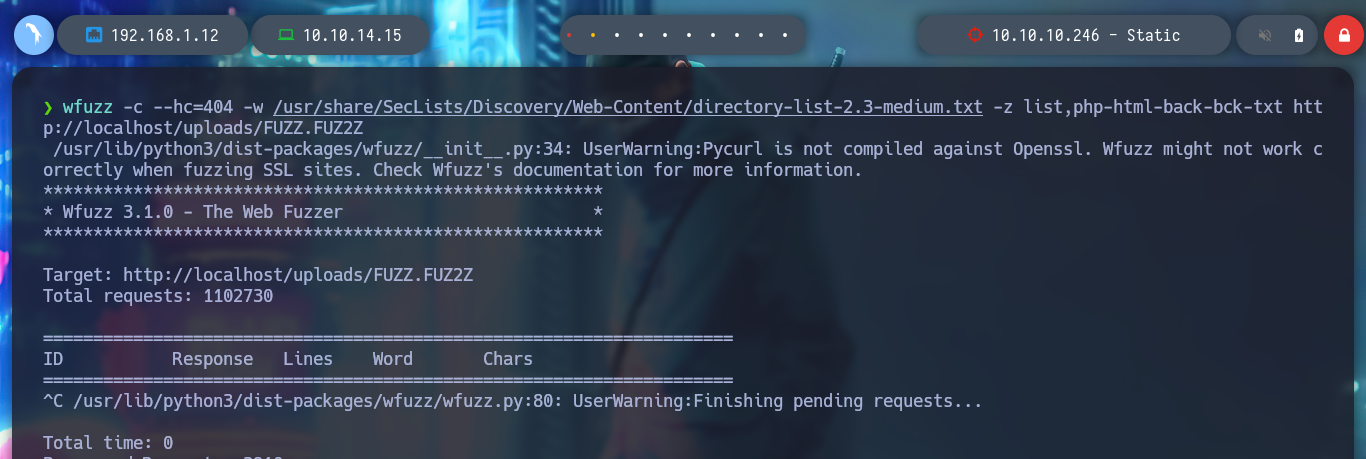 192.168.1.12 10.10.14.15 10.10.10.246 - Static
❯ wfuzz -c --hc=404 -w /usr/share/SecLists/Discovery/Web-Content/directory-list-2.3-medium.txt -z list,php-html-back-bck-txt htt
p://localhost/uploads/FUZZ.FUZ2Z
/usr/lib/python3/dist-packages/wfuzz/__init__.py:34: UserWarning:Pycurl is not compiled against Openssl. Wfuzz might not work c
orrectly when fuzzing SSL sites. Check Wfuzz's documentation for more information.
********************************************************
* Wfuzz 3.1.0 - The Web Fuzzer                         *
********************************************************
Target: http://localhost/uploads/FUZZ.FUZ2Z
Total requests: 1102730
=====================================================================
ID           Response   Lines    Word       Chars
=====================================================================
^C /usr/lib/python3/dist-packages/wfuzz/wfuzz.py:80: UserWarning:Finishing pending requests...
Total time: 0